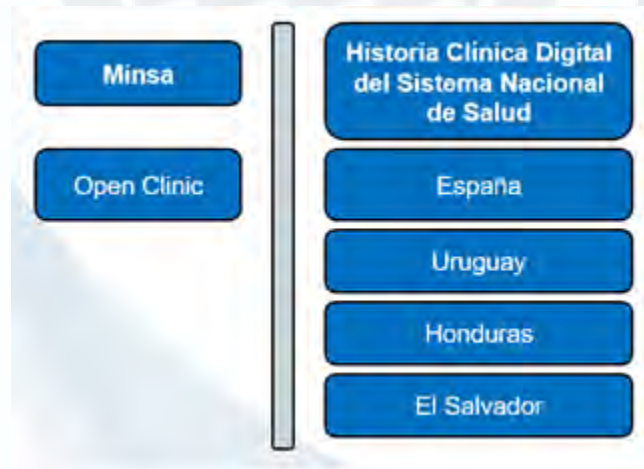 Minsa
Open Clinic
Historia Clínica Digital
del Sistema Nacional
de Salud
España
Uruguay
Honduras
El Salvador